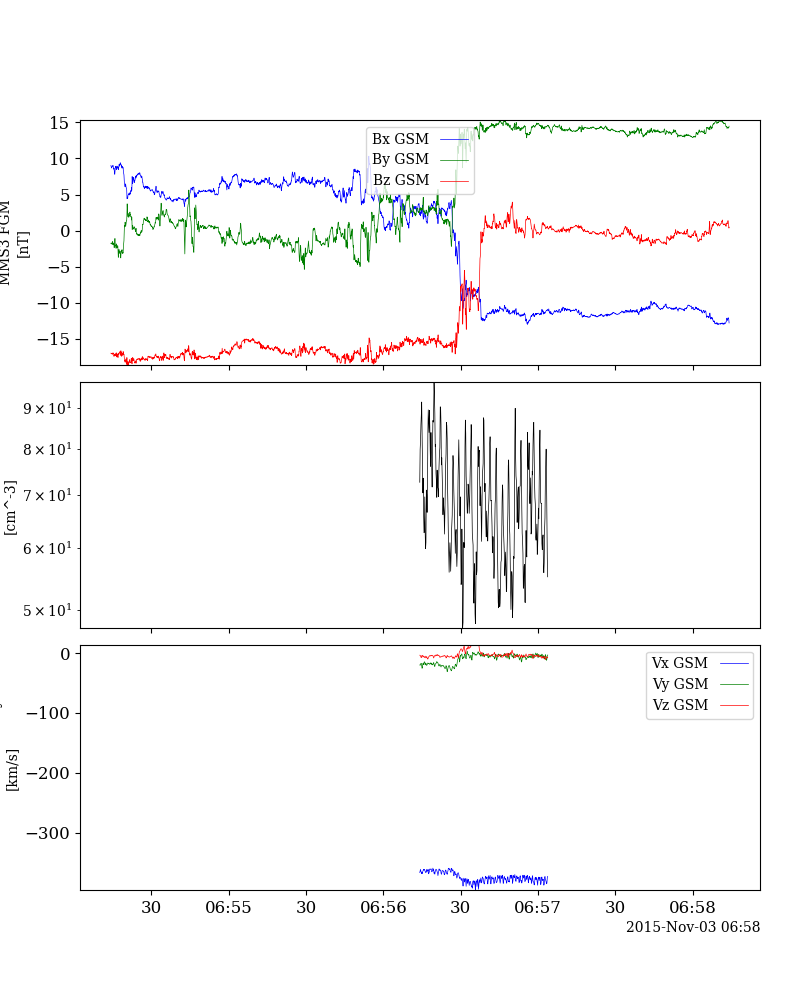 15
10
5
0
−5
−10
−15
MMS3 FGM
[nT]
Bx GSM
By GSM
Bz GSM
9 × 10¹
8 × 10¹
7 × 10¹
6 × 10¹
5 × 10¹
[cm^-3]
0
−100
−200
−300
[km/s]
Vx GSM
Vy GSM
Vz GSM
30 06:55 30 06:56 30 06:57 30 06:58
2015-Nov-03 06:58